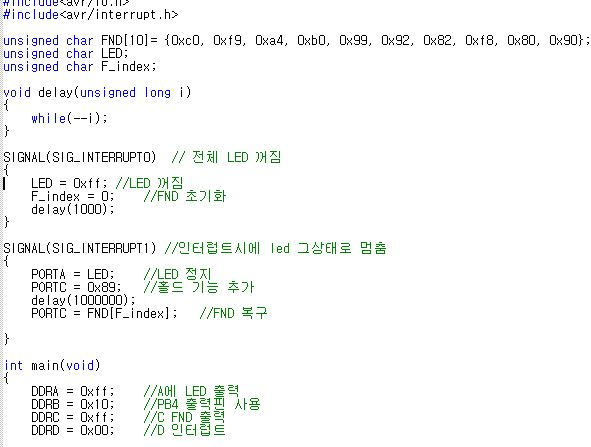 #include<avr/io.h>
#include<avr/interrupt.h>
unsigned char FND[10]= {0xc0, 0xf9, 0xa4, 0xb0, 0x99, 0x92, 0x82, 0xf8, 0x80, 0x90};
unsigned char LED;
unsigned char F_index;
void delay(unsigned long i)
{
while(--i);
}
SIGNAL(SIG_INTERRUPT0) // 전체 LED 꺼짐
{
LED = 0xff; //LED 꺼짐
F_index = 0; //FND 초기화
delay(1000);
}
SIGNAL(SIG_INTERRUPT1) //인터럽트시에 led 그상태로 멈춤
{
PORTA = LED; //LED 정지
PORTC = 0x89; //홀드 기능 추가
delay(1000000);
PORTC = FND[F_index]; //FND 복구
}
int main(void)
{
DDRA = 0xff; //A에 LED 출력
DDRB = 0x10; //PB4 출력핀 사용
DDRC = 0xff; //C FND 출력
DDRD = 0x00; //D 인터럽트